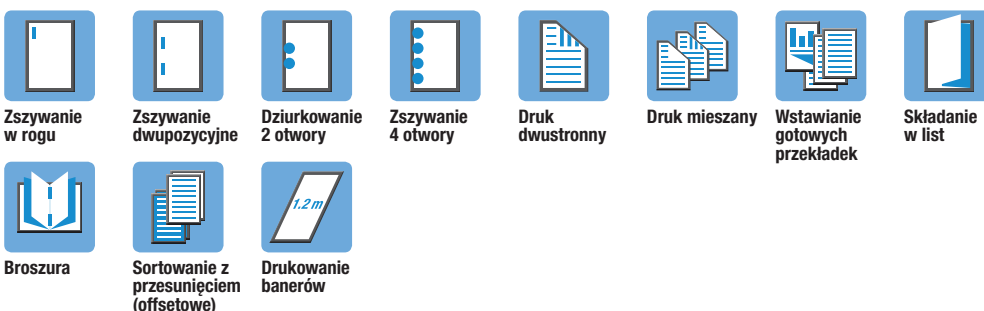 Zszywanie
w rogu
Zszywanie
dwupozycyjne
Dziurkowanie
2 otwory
Zszywanie
4 otwory
Druk
dwustronny
Druk mieszany
Wstawianie
gotowych
przekładek
Składanie
w list
1.2 m
Broszura
Sortowanie z
przesunięciem
(offsetowe)
Drukowanie
banerów